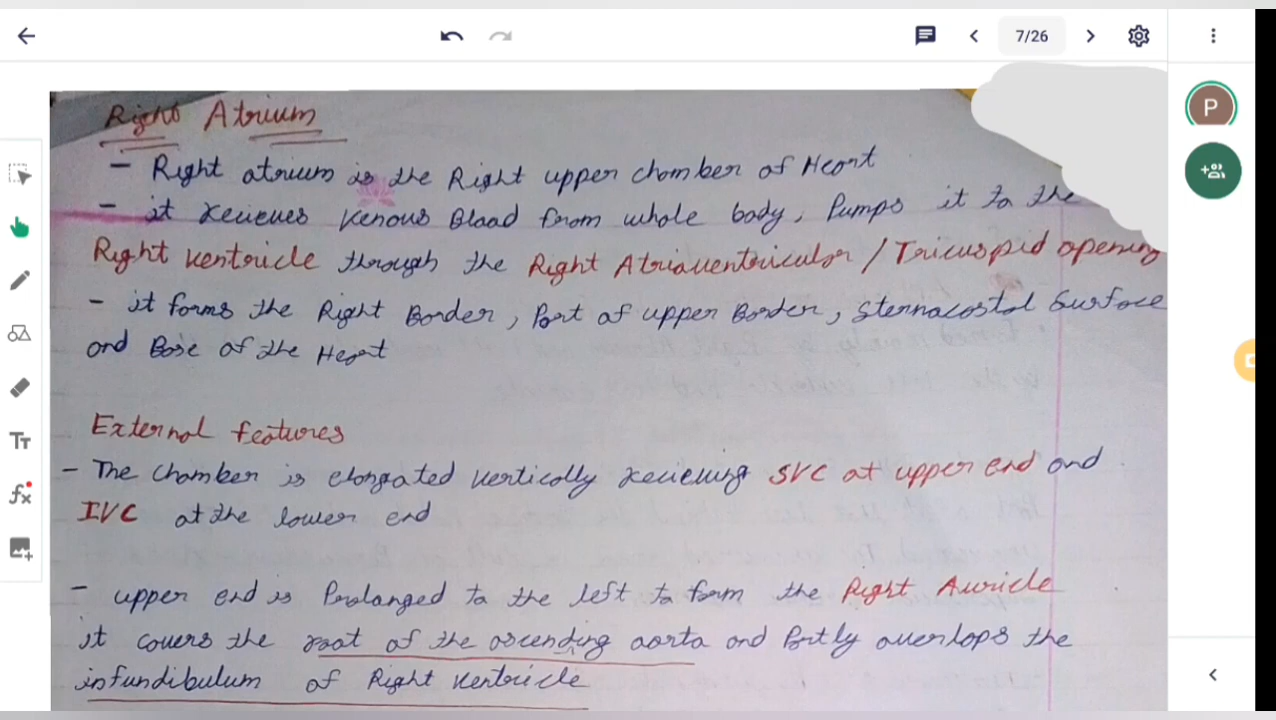 7/26
P
Right Atrium
- Right atrium is the Right upper chamber of Heart
- it recieves venous Blood from whole body, Pumps it to the
Right ventricle through the Right Atrioventricular / Tricuspid opening
- it forms the Right Border, Part of upper Border, Sternocostal Surface
and Base of the Heart
External features
- The chamber is elongated vertically recieving SVC at upper end and
IVC at the lower end
- upper end is Prolonged to the left to form the Right Auricle
it covers the root of the ascending aorta and Partly overlaps the
infundibulum of Right ventricle
Tт
fx